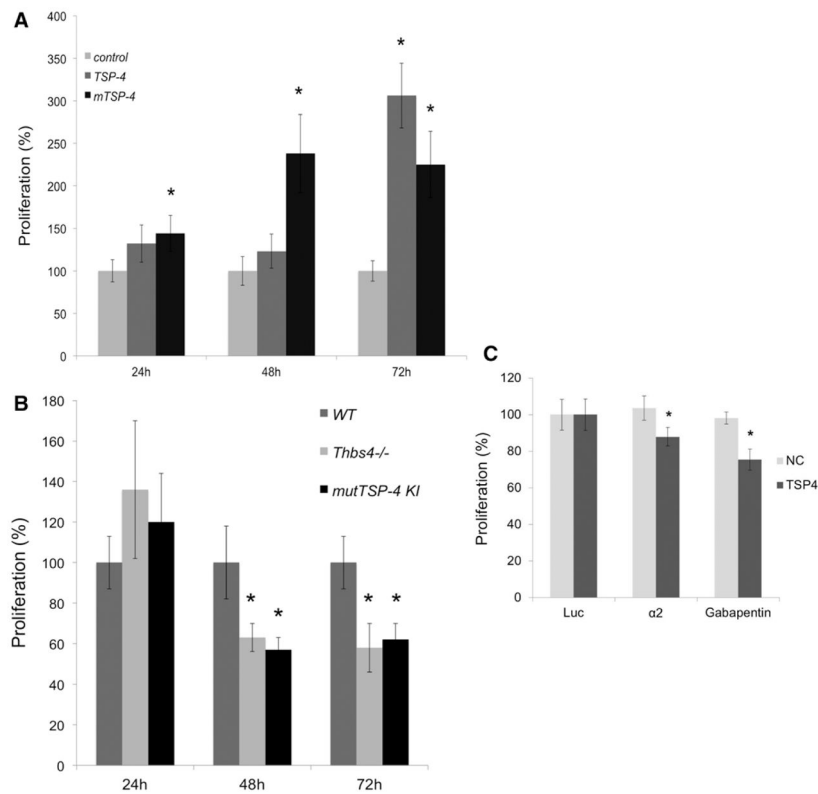 A
Proliferation (%)
400
350
300
250
200
150
100
50
0
control
TSP-4
mTSP-4
*
*
*
*
24h
48h
72h
B
Proliferation (%)
180
160
140
120
100
80
60
40
20
0
WT
Thbs4-/-
mutTSP-4 KI
* *
* *
24h
48h
72h
C
Proliferation (%)
120
100
80
60
40
20
0
*
*
NC
TSP4
Luc
α2
Gabapentin